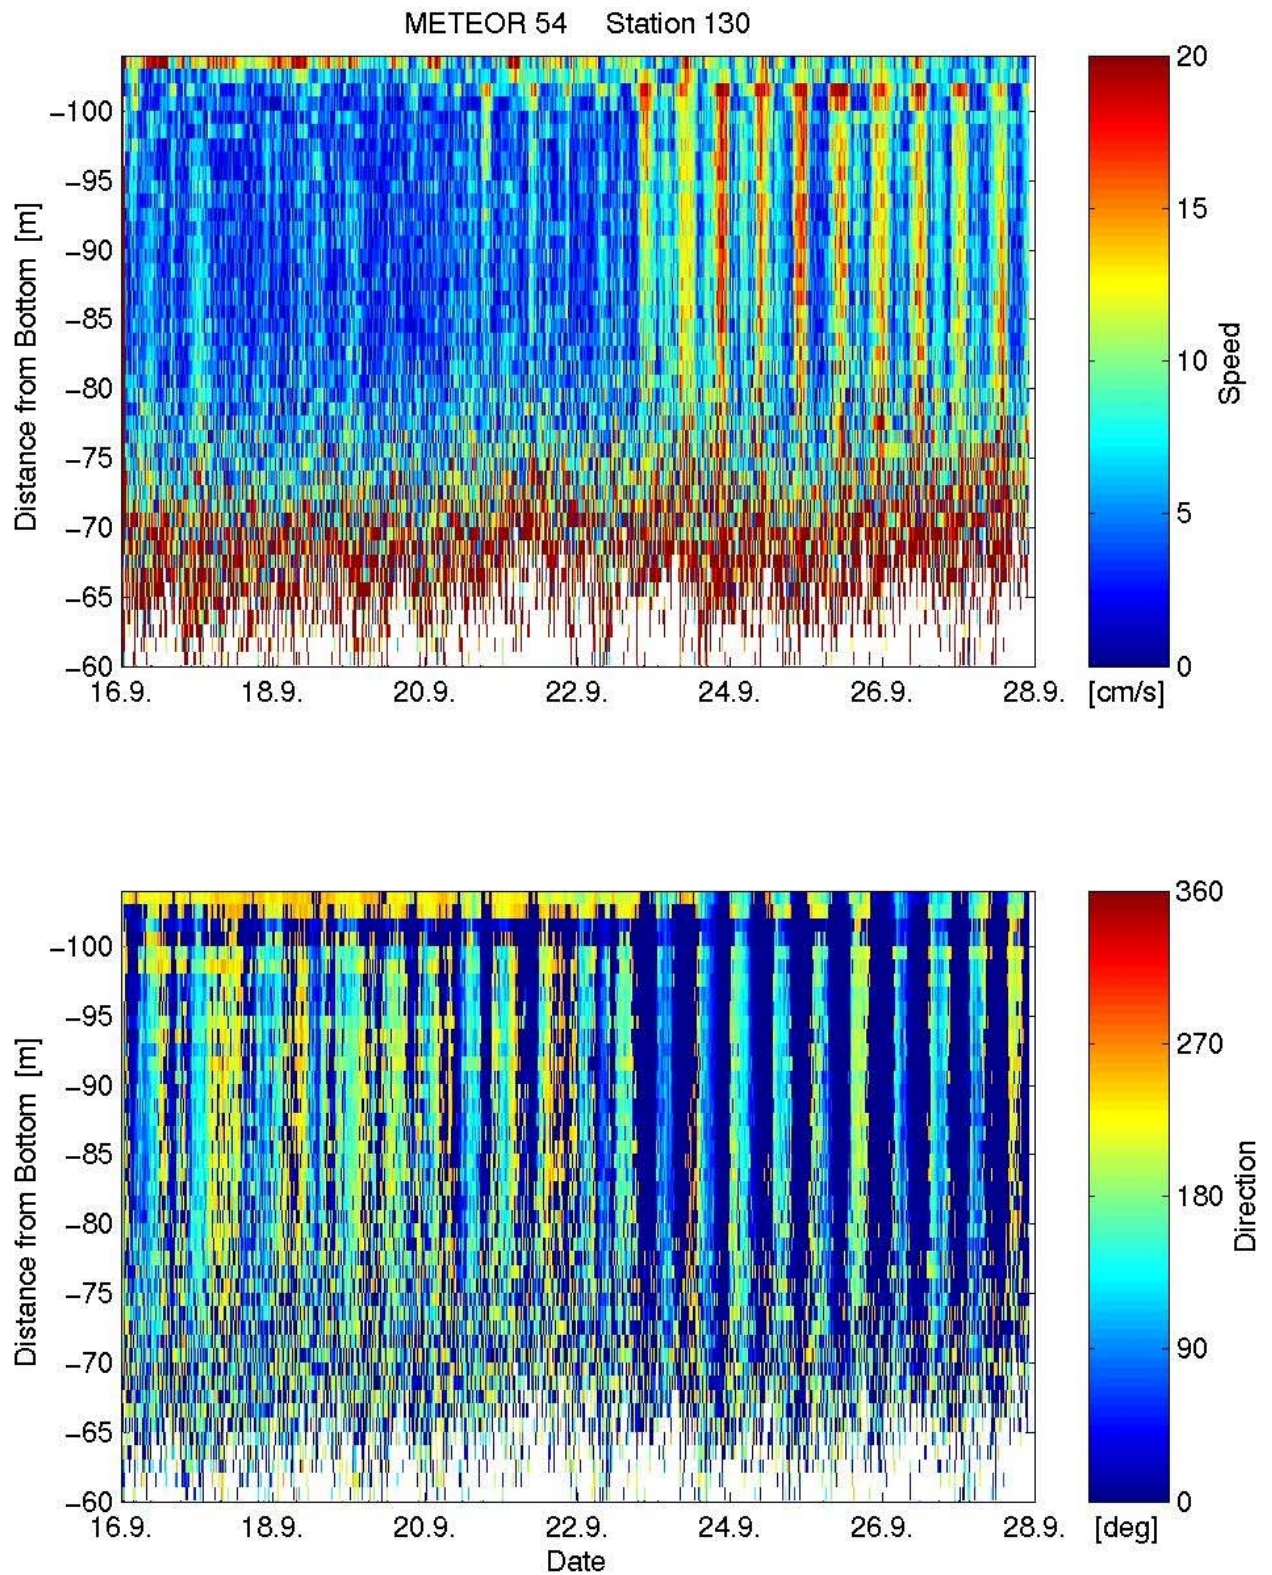 METEOR 54 Station 130
Distance from Bottom [m]
−100
−95
−90
−85
−80
−75
−70
−65
−60
16.9. 18.9. 20.9. 22.9. 24.9. 26.9. 28.9.
20
15
10
5
0
Speed
[cm/s]
Distance from Bottom [m]
−100
−95
−90
−85
−80
−75
−70
−65
−60
16.9. 18.9. 20.9. 22.9. 24.9. 26.9. 28.9.
Date
360
270
180
90
0
Direction
[deg]